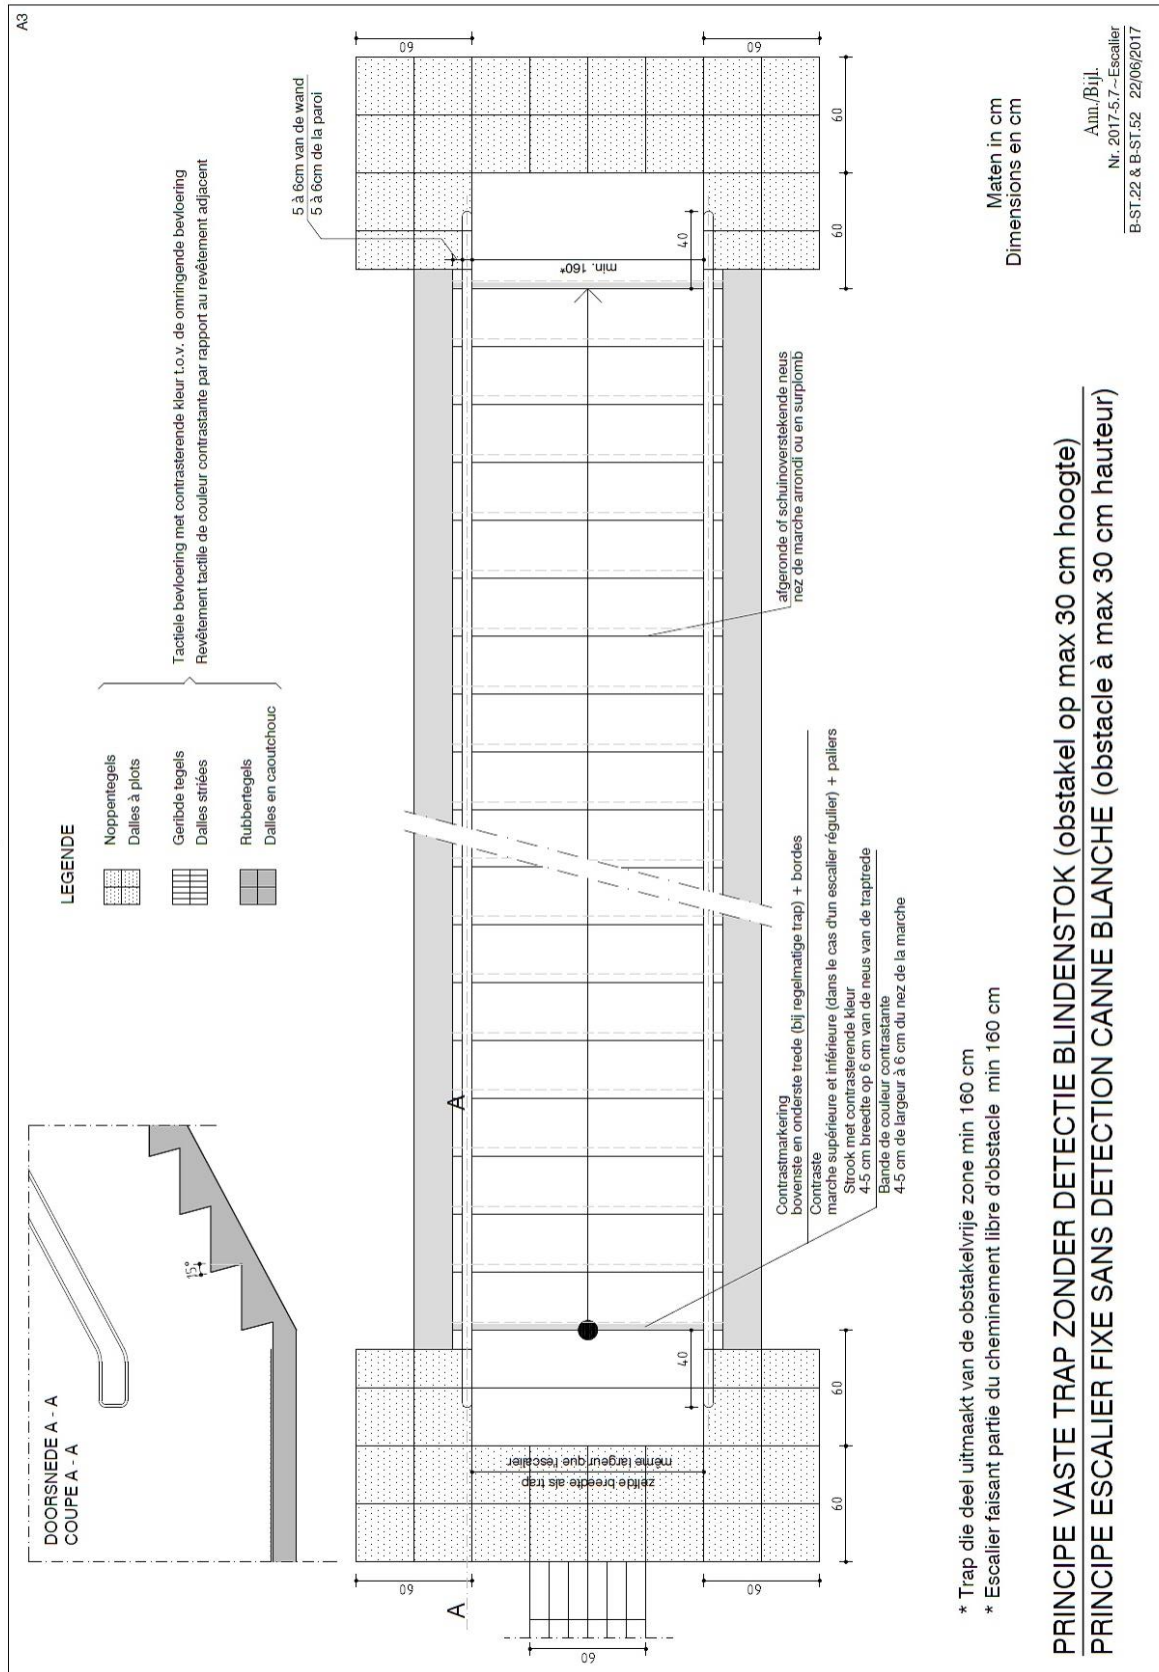 A3
DOORSNEDE A - A
COUPE A - A
15°
LEGENDE
Noppentegels
Dalles à plots
Geribde tegels
Dalles striées
Rubbertegels
Dalles en caoutchouc
Tactiele bevloering met contrasterende kleur t.o.v. de omringende bevloering
Revêtement tactile de couleur contrastante par rapport au revêtement adjacent
5 à 6cm van de wand
5 à 6cm de la paroi
60
60
A
A
60
60
60
zelfde breedte als trap
même largeur que l'escalier
40
min. 160*
40
60
60
60
60
60
Contrastmarkering
bovenste en onderste trede (bij regelmatige trap) + bordes
Contraste
marche supérieure et inférieure (dans le cas d'un escalier régulier) + paliers
Strook met contrasterende kleur
4-5 cm breedte op 6 cm van de neus van de traptrede
Bande de couleur contrastante
4-5 cm de largeur à 6 cm du nez de la marche
afgeronde of schuinoverstekende neus
nez de marche arrondi ou en surplomb
* Trap die deel uitmaakt van de obstakelvrije zone min 160 cm
* Escalier faisant partie du cheminement libre d'obstacle min 160 cm
Maten in cm
Dimensions en cm
PRINCIPE VASTE TRAP ZONDER DETECTIE BLINDENSTOK (obstakel op max 30 cm hoogte)
PRINCIPE ESCALIER FIXE SANS DETECTION CANNE BLANCHE (obstacle à max 30 cm hauteur)
Ann./Bijl.
Nr. 2017-5.7~Escalier
B-ST.22 & B-ST.52 22/06/2017